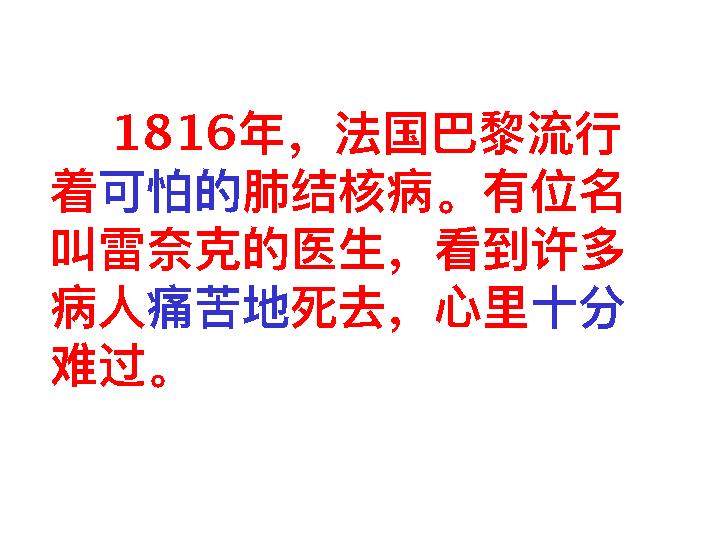 1816年，法国巴黎流行
着可怕的肺结核病。有位名
叫雷奈克的医生，看到许多
病人痛苦地死去，心里十分
难过。